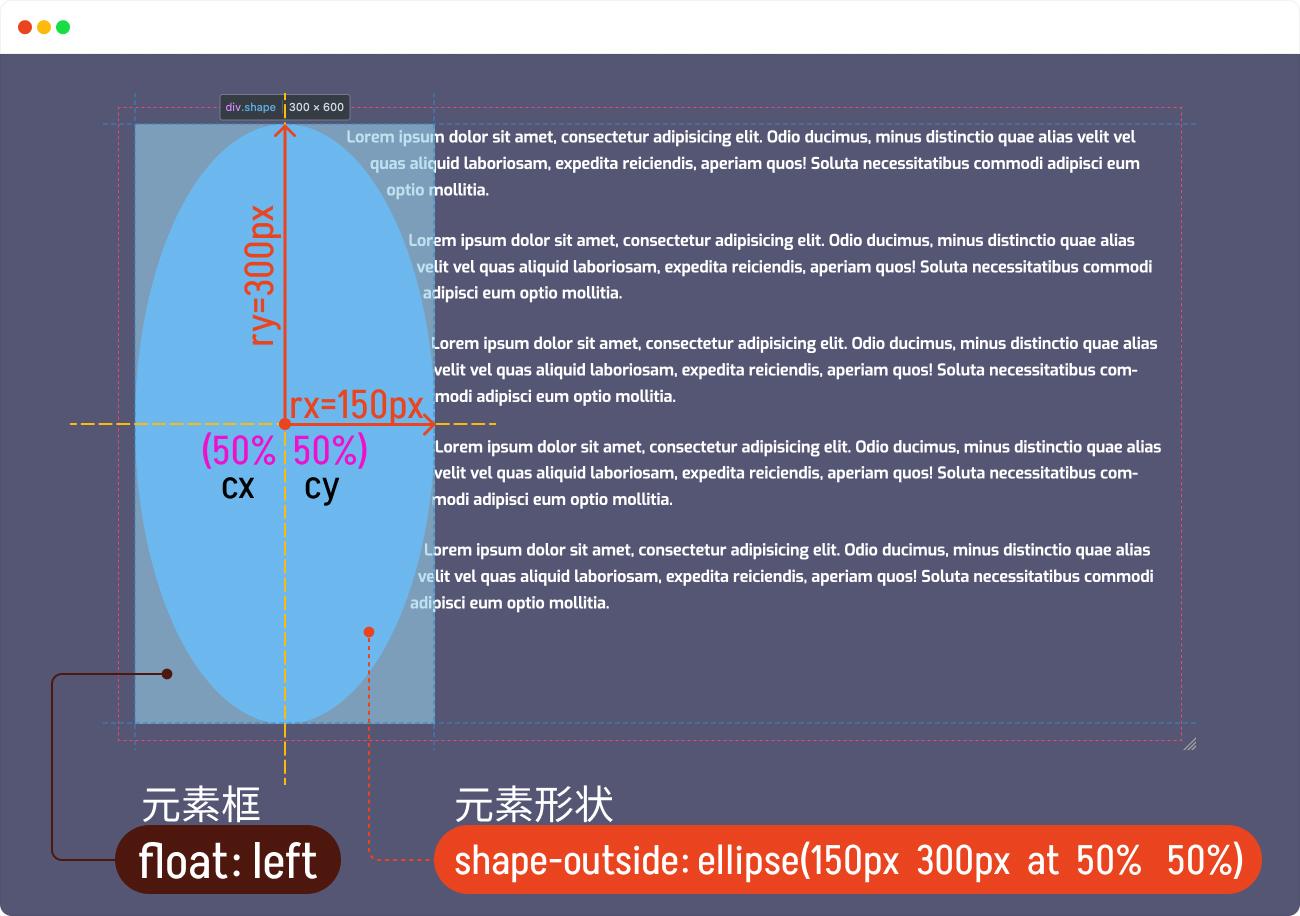 div.shape 300 × 600
Lorem ipsum dolor sit amet, consectetur adipisicing elit. Odio ducimus, minus distinctio quae alias velit vel
quas aliquid laboriosam, expedita reiciendis, aperiam quos! Soluta necessitatibus commodi adipisci eum
optio mollitia.
Lorem ipsum dolor sit amet, consectetur adipisicing elit. Odio ducimus, minus distinctio quae alias
velit vel quas aliquid laboriosam, expedita reiciendis, aperiam quos! Soluta necessitatibus commodi
adipisci eum optio mollitia.
Lorem ipsum dolor sit amet, consectetur adipisicing elit. Odio ducimus, minus distinctio quae alias
velit vel quas aliquid laboriosam, expedita reiciendis, aperiam quos! Soluta necessitatibus com-
modi adipisci eum optio mollitia.
Lorem ipsum dolor sit amet, consectetur adipisicing elit. Odio ducimus, minus distinctio quae alias
velit vel quas aliquid laboriosam, expedita reiciendis, aperiam quos! Soluta necessitatibus com-
modi adipisci eum optio mollitia.
Lorem ipsum dolor sit amet, consectetur adipisicing elit. Odio ducimus, minus distinctio quae alias
velit vel quas aliquid laboriosam, expedita reiciendis, aperiam quos! Soluta necessitatibus commodi
adipisci eum optio mollitia.
ry=300px
rx=150px
(50% 50%)
cx cy
元素框
float: left
元素形状
shape-outside: ellipse(150px 300px at 50% 50%)